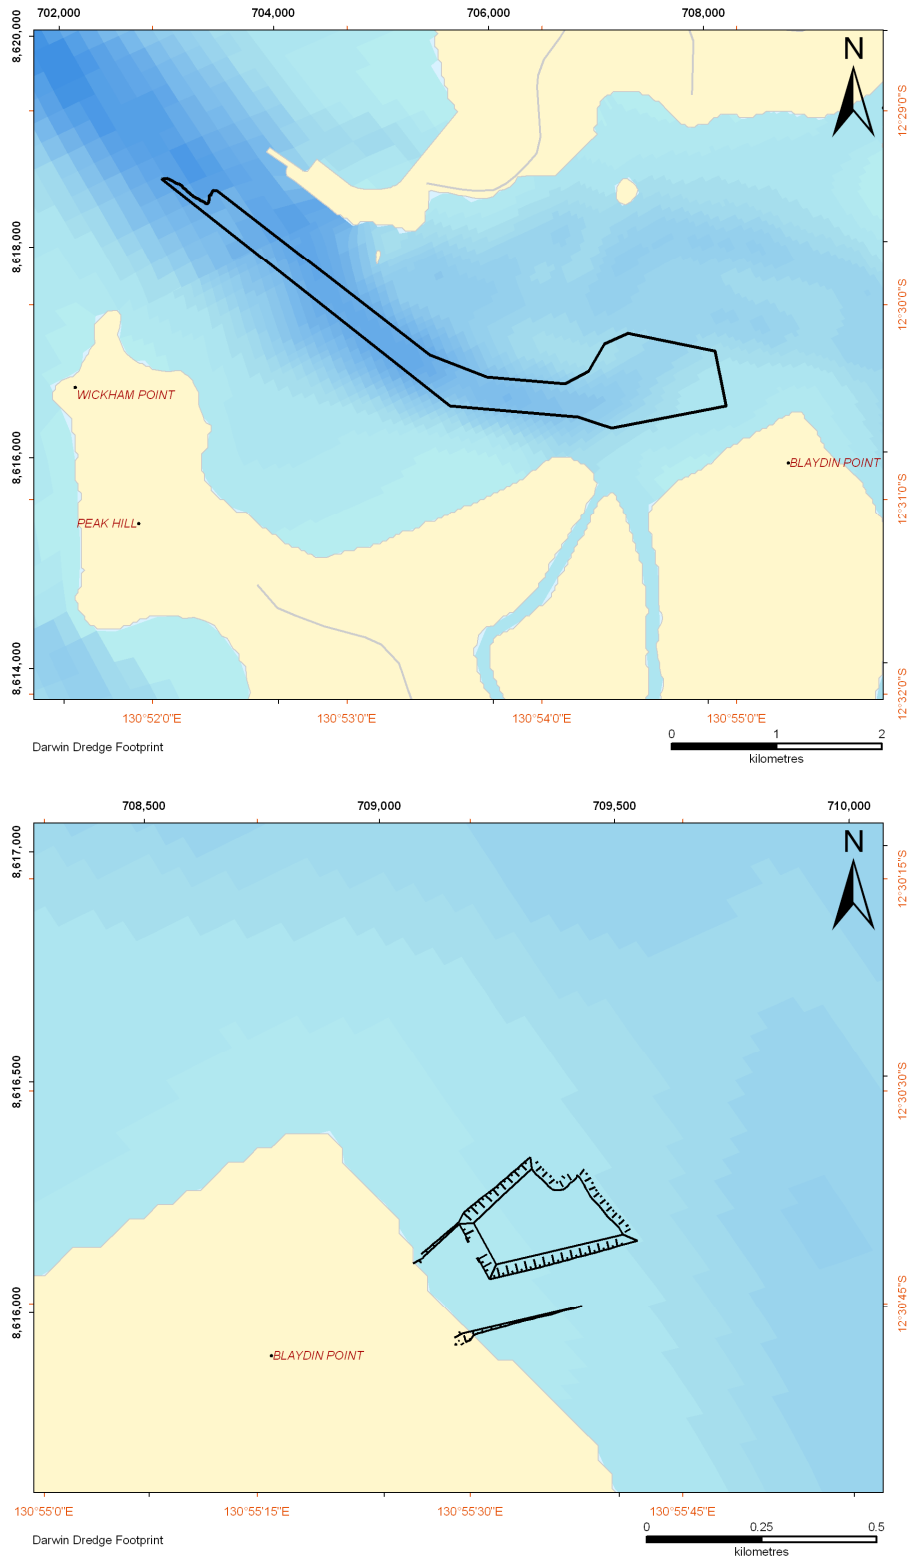 702,000 704,000 706,000 708,000
8,620,000
N
12°29'0"S
8,618,000
12°30'0"S
WICKHAM POINT
8,616,000
BLAYDIN POINT
12°31'0"S
PEAK HILL
8,614,000
12°32'0"S
130°52'0"E 130°53'0"E 130°54'0"E 130°55'0"E
0 1 2
Darwin Dredge Footprint
kilometres
708,500 709,000 709,500 710,000
8,617,000
N
12°30'15"S
8,616,500
12°30'30"S
8,616,000
12°30'45"S
BLAYDIN POINT
130°55'0"E 130°55'15"E 130°55'30"E 130°55'45"E
0 0.25 0.5
Darwin Dredge Footprint
kilometres